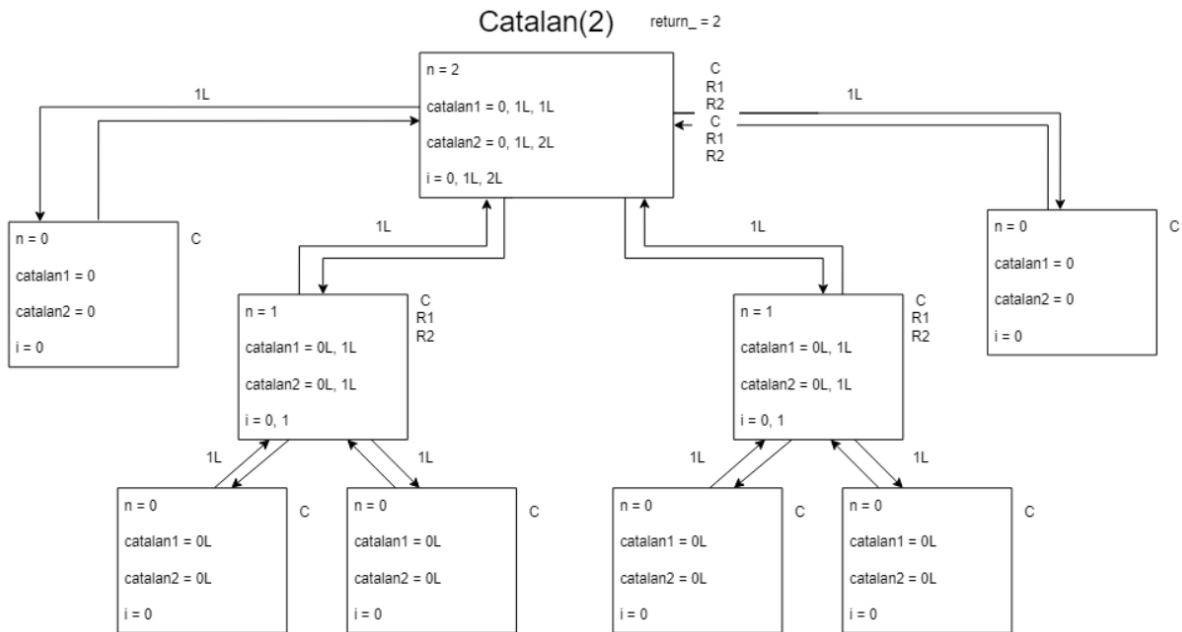 Catalan(2)
return_ = 2
n = 2
catalan1 = 0, 1L, 1L
catalan2 = 0, 1L, 2L
i = 0, 1L, 2L
C
R1
R2
C
R1
R2
1L
1L
n = 0
catalan1 = 0
catalan2 = 0
i = 0
C
1L
1L
n = 0
catalan1 = 0
catalan2 = 0
i = 0
C
n = 1
catalan1 = 0L, 1L
catalan2 = 0L, 1L
i = 0, 1
C
R1
R2
n = 1
catalan1 = 0L, 1L
catalan2 = 0L, 1L
i = 0, 1
C
R1
R2
1L
1L
1L
1L
n = 0
catalan1 = 0L
catalan2 = 0L
i = 0
C
n = 0
catalan1 = 0L
catalan2 = 0L
i = 0
C
n = 0
catalan1 = 0L
catalan2 = 0L
i = 0
C
n = 0
catalan1 = 0L
catalan2 = 0L
i = 0
C